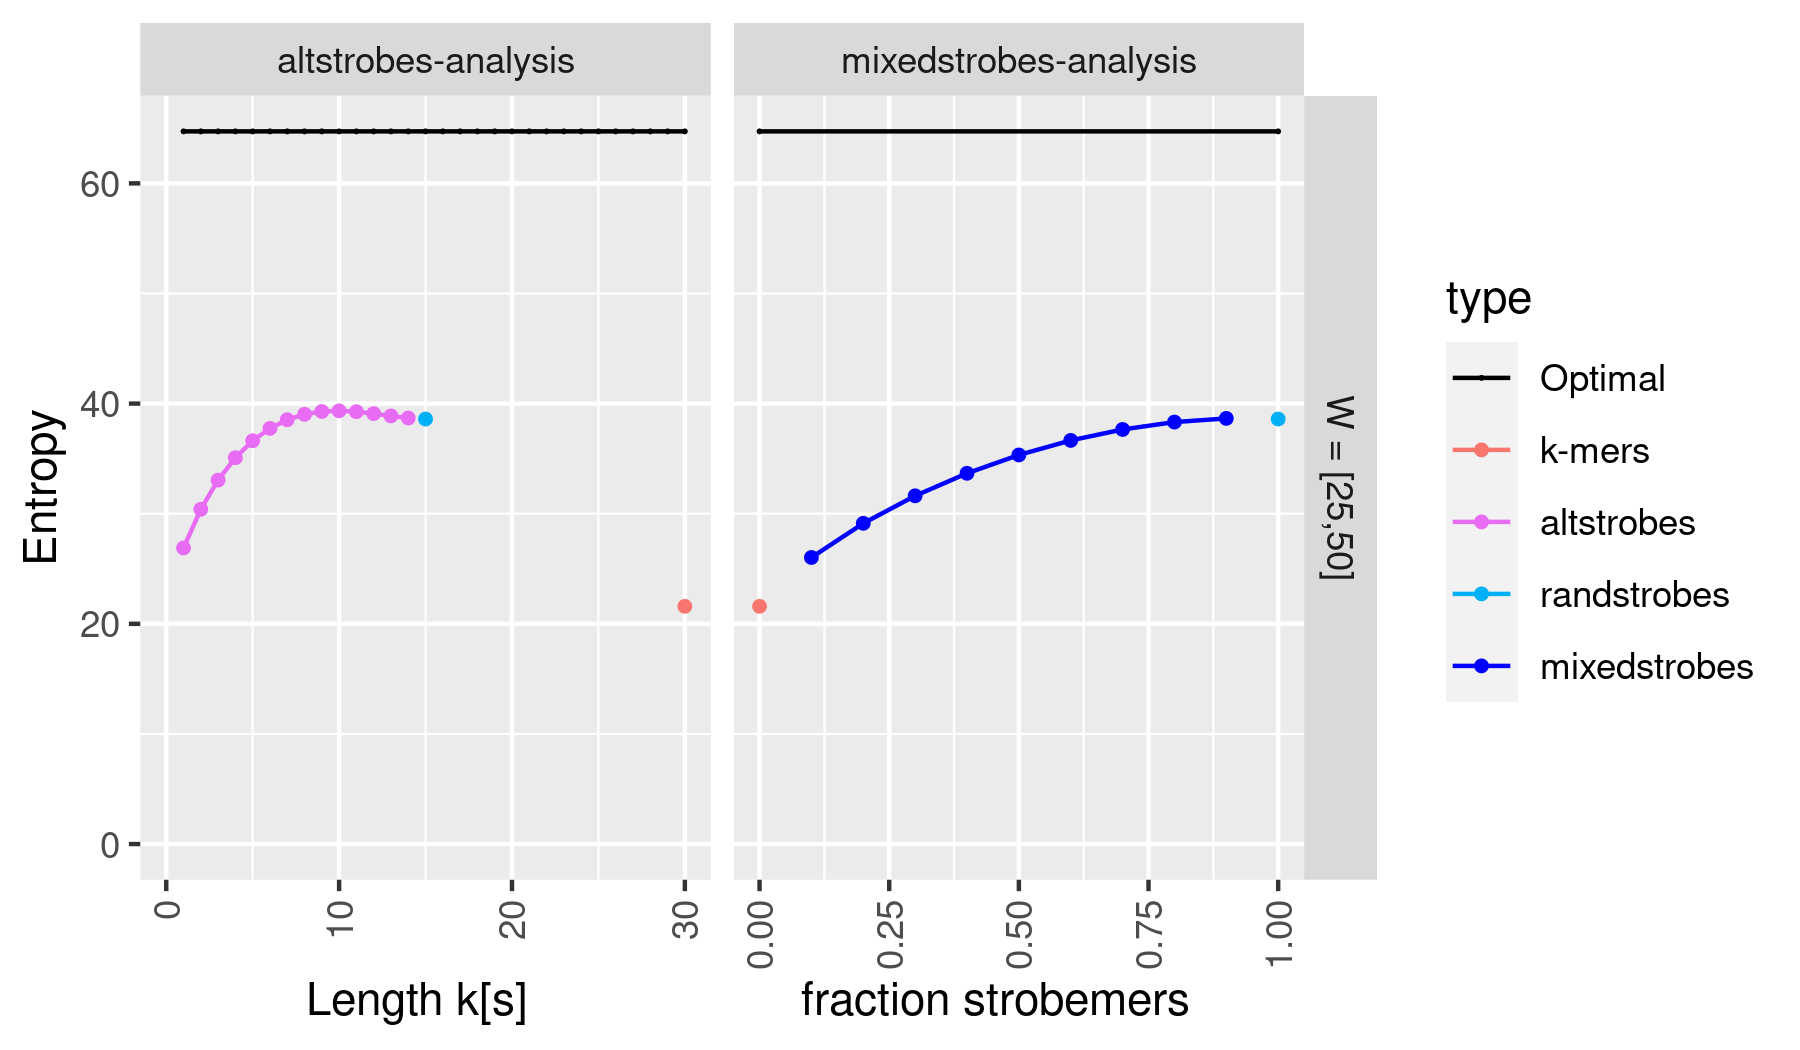 altstrobes-analysis
mixedstrobes-analysis
Entropy
60
40
20
0
0
10
20
30
0.00
0.25
0.50
0.75
1.00
Length k[s]
fraction strobemers
W = [25,50]
type
Optimal
k-mers
altstrobes
randstrobes
mixedstrobes